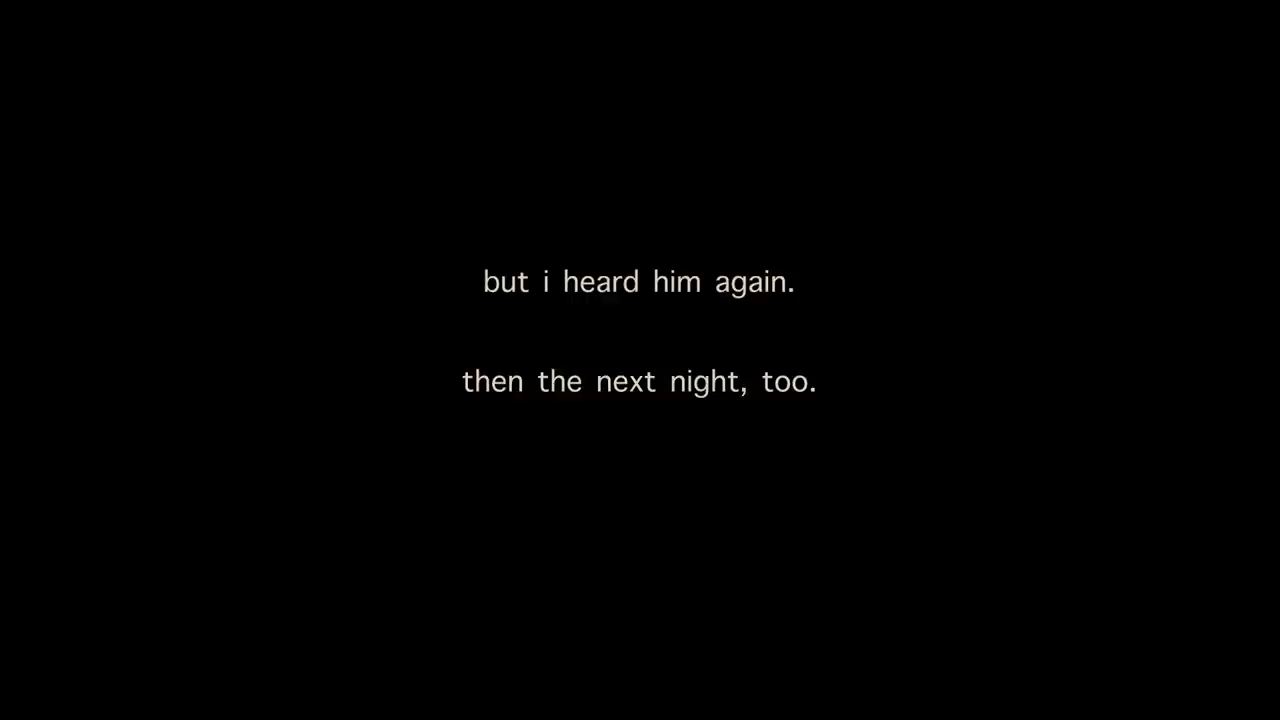 but i heard him again.
then the next night, too.